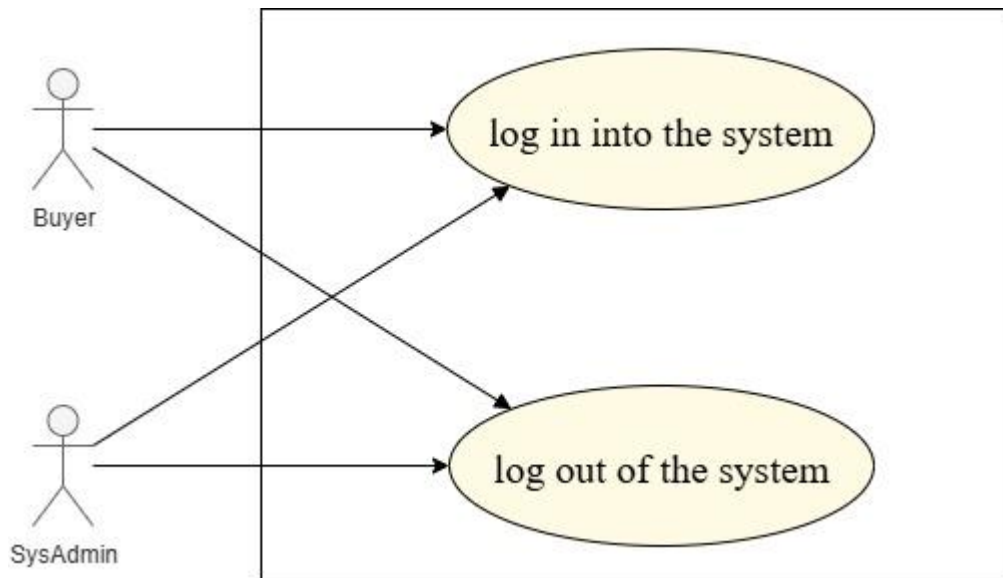 log in into the system
Buyer
log out of the system
SysAdmin